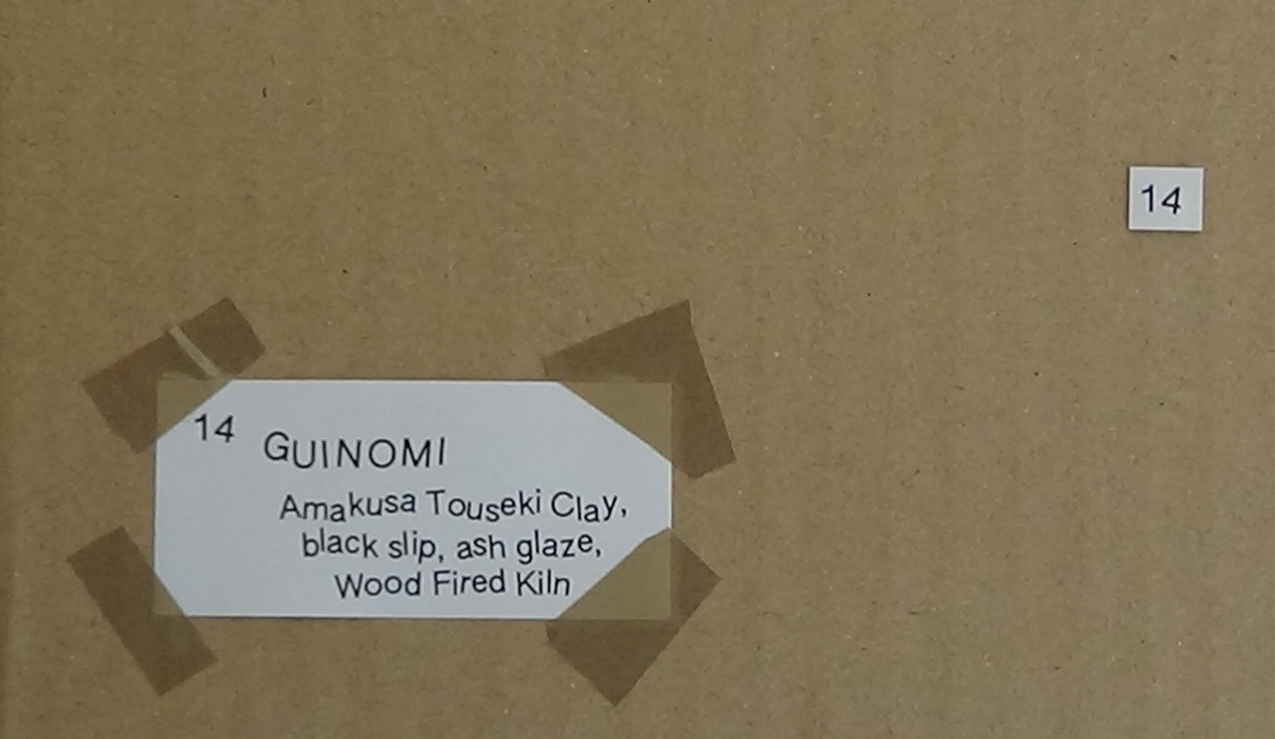 14
14 GUINOMI
Amakusa Touseki Clay,
black slip, ash glaze,
Wood Fired Kiln